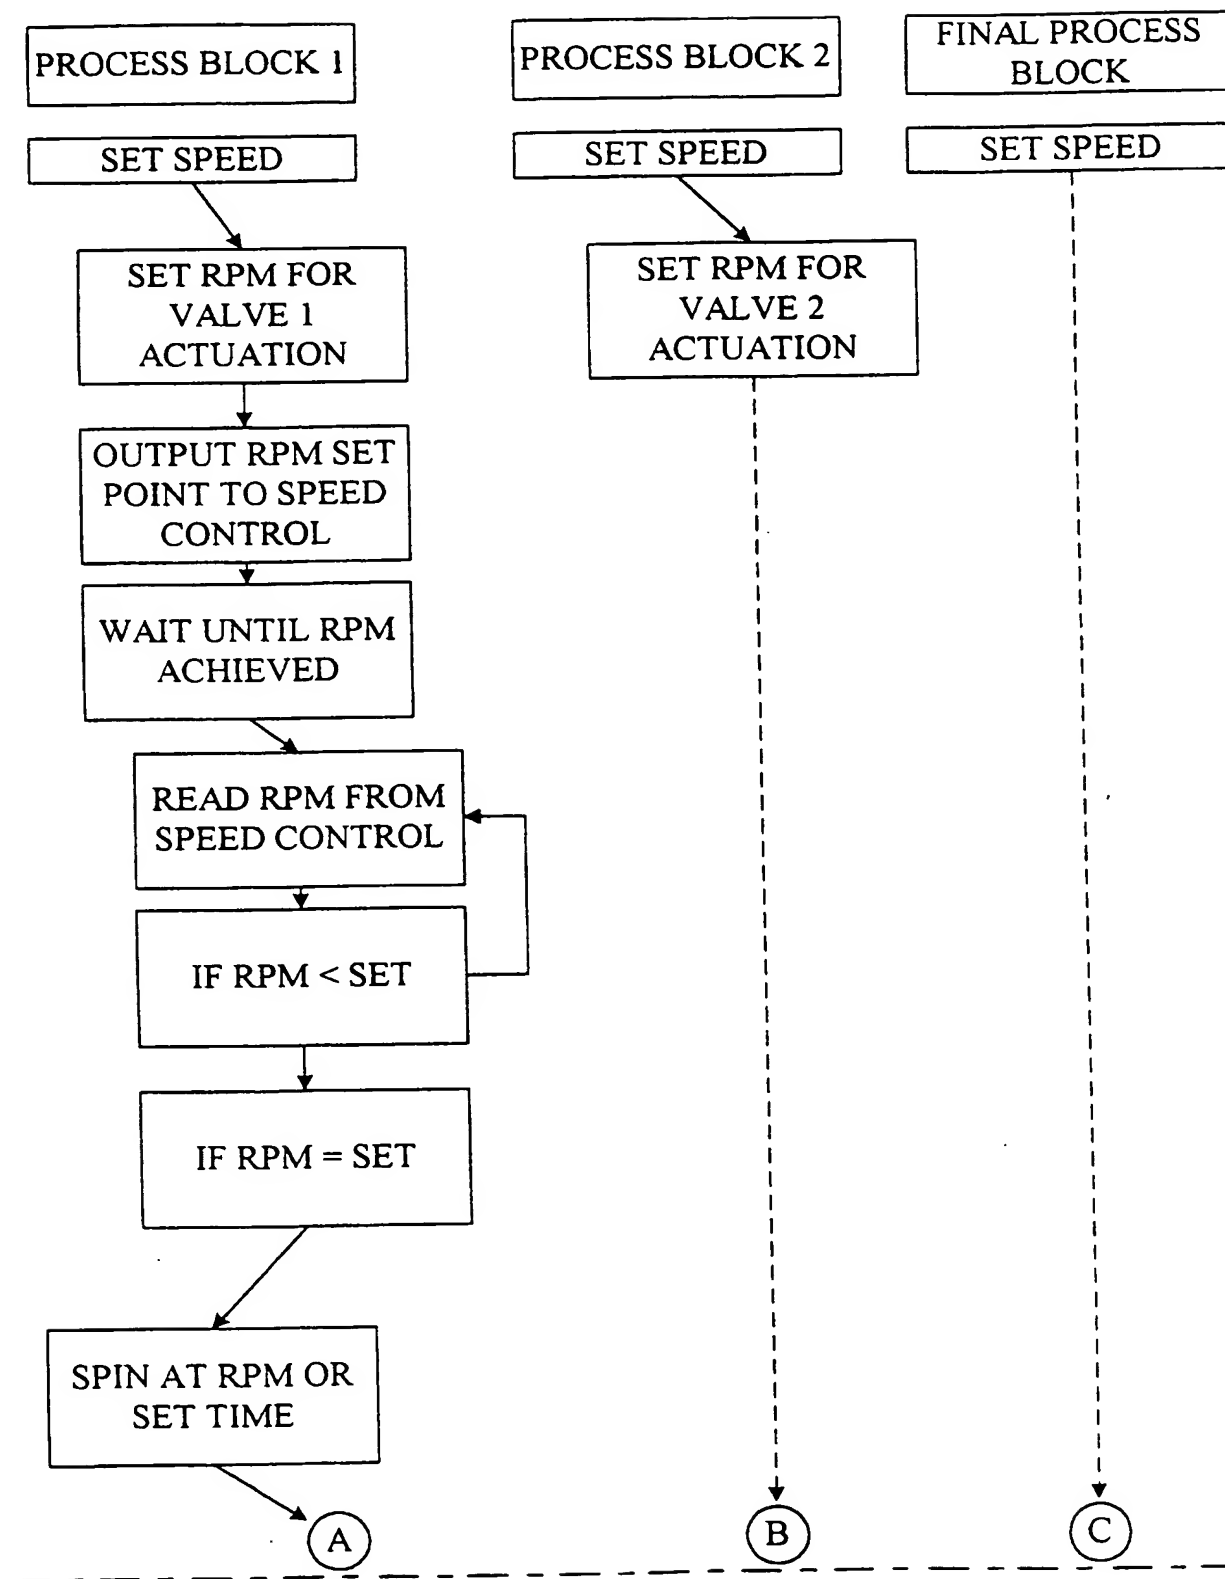 PROCESS BLOCK 1
SET SPEED
SET RPM FOR
VALVE 1
ACTUATION
OUTPUT RPM SET
POINT TO SPEED
CONTROL
WAIT UNTIL RPM
ACHIEVED
READ RPM FROM
SPEED CONTROL
IF RPM < SET
IF RPM = SET
SPIN AT RPM OR
SET TIME
A
PROCESS BLOCK 2
SET SPEED
SET RPM FOR
VALVE 2
ACTUATION
B
FINAL PROCESS
BLOCK
SET SPEED
C